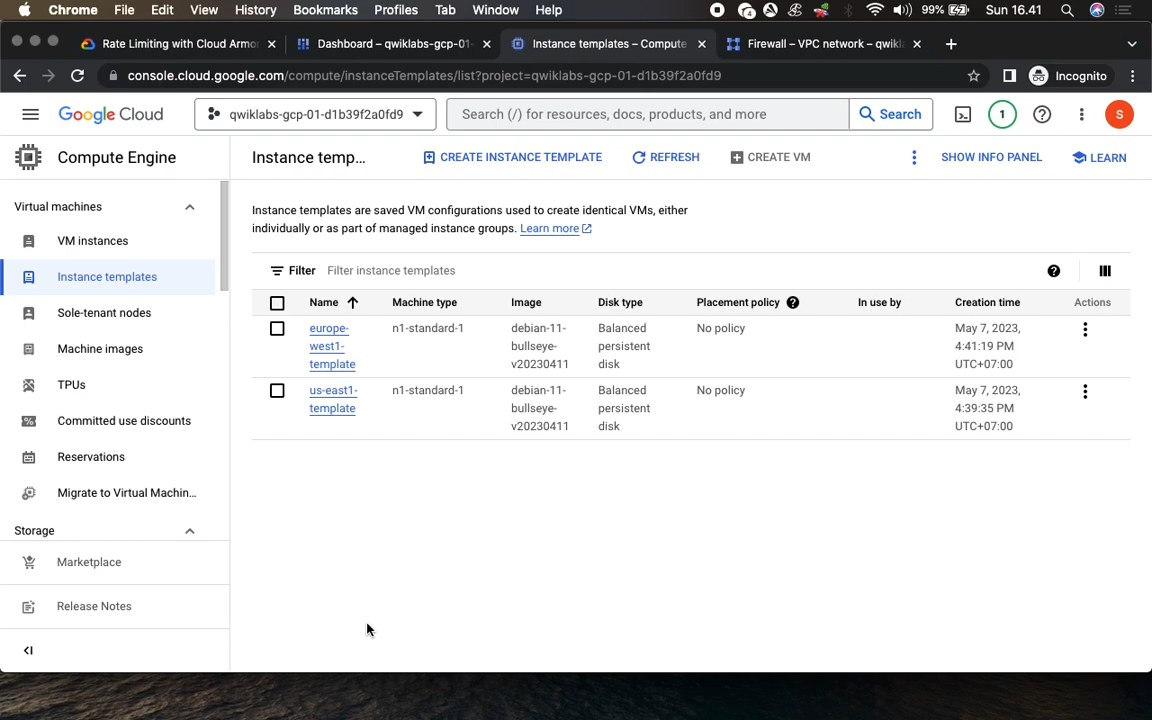 Chrome File Edit View History Bookmarks Profiles Tab Window Help 99% Sun 16.41
Rate Limiting with Cloud Armor Dashboard – qwiklabs-gcp-01- Instance templates – Compute Firewall – VPC network – qwikl
console.cloud.google.com/compute/instanceTemplates/list?project=qwiklabs-gcp-01-d1b39f2a0fd9 Incognito
Google Cloud qwiklabs-gcp-01-d1b39f2a0fd9 Search (/) for resources, docs, products, and more Search 1 S
Compute Engine
Instance temp... CREATE INSTANCE TEMPLATE REFRESH CREATE VM SHOW INFO PANEL LEARN
Virtual machines
VM instances
Instance templates
Sole-tenant nodes
Machine images
TPUs
Committed use discounts
Reservations
Migrate to Virtual Machin...
Storage
Marketplace
Release Notes
Instance templates are saved VM configurations used to create identical VMs, either
individually or as part of managed instance groups. Learn more
Filter Filter instance templates
Name Machine type Image Disk type Placement policy In use by Creation time Actions
europe- n1-standard-1 debian-11- Balanced No policy May 7, 2023,
west1- bullseye- persistent 4:41:19 PM
template v20230411 disk UTC+07:00
us-east1- n1-standard-1 debian-11- Balanced No policy May 7, 2023,
template bullseye- persistent 4:39:35 PM
v20230411 disk UTC+07:00